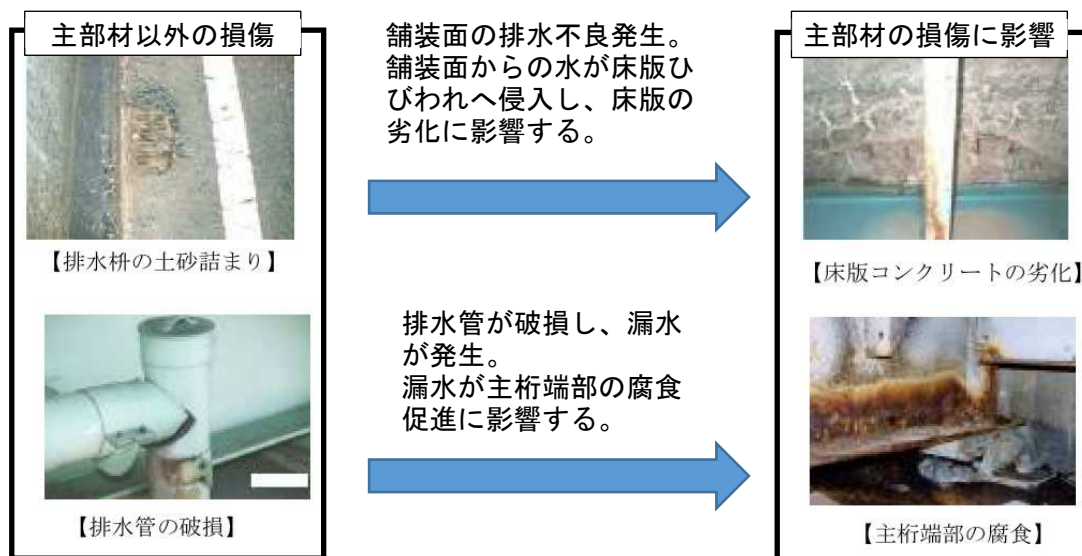 主部材以外の損傷
舗装面の排水不良発生。
舗装面からの水が床版ひ
びわれへ侵入し、床版の
劣化に影響する。
主部材の損傷に影響
【排水枡の土砂詰まり】
【床版コンクリートの劣化】
排水管が破損し、漏水
が発生。
漏水が主桁端部の腐食
促進に影響する。
【排水管の破損】
【主桁端部の腐食】